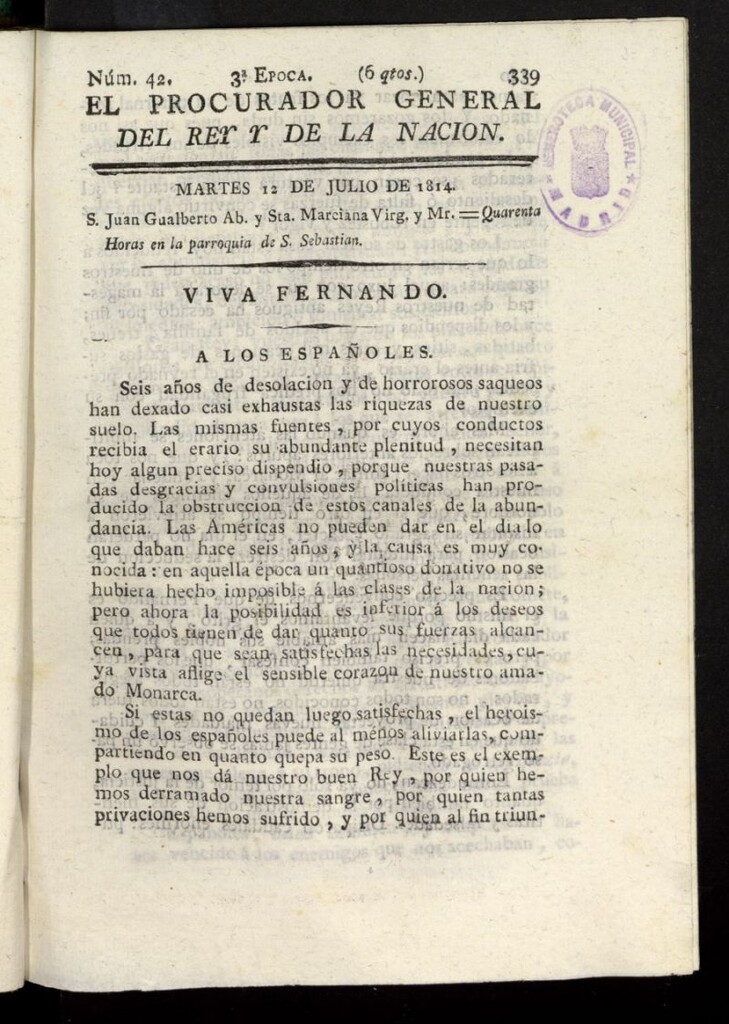 Núm. 42. 3ª EPOCA. (6 qtos.) 339
EL PROCURADOR GENERAL
DEL REY Y DE LA NACION.
MARTES 12 DE JULIO DE 1814.
S. Juan Gualberto Ab. y Sta. Marciana Virg, y Mr. = Quarenta
Horas en la parroquia de S. Sebastian.
HEMEROTECA MUNICIPAL
MADRID
VIVA FERNANDO.
A LOS ESPAÑOLES.
Seis años de desolacion y de horrorosos saqueos
han dexado casi exhaustas las riquezas de nuestro
suelo. Las mismas fuentes, por cuyos conductos
recibia el erario su abundante plenitud, necesitan
hoy algun preciso dispendio, porque nuestras pasa-
das desgracias y convulsiones políticas han pro-
ducido la obstruccion de estos canales de la abun-
dancia. Las Américas no pueden dar en el dia lo
que daban hace seis años, y la causa es muy co-
nocida: en aquella época un quantioso donativo no se
hubiera hecho imposible á las clases de la nacion;
pero ahora la posibilidad es inferior á los deseos
que todos tienen de dar quanto sus fuerzas alcan-
cen, para que sean satisfechas las necesidades, cu-
ya vista aflige el sensible corazon de nuestro ama-
do Monarca.
Si estas no quedan luego satisfechas, el herois-
mo de los españoles puede al ménos aliviarlas, com-
partiendo en quanto quepa su peso. Este es el exem-
plo que nos dá nuestro buen Rey, por quien he-
mos derramado nuestra sangre, por quien tantas
privaciones hemos sufrido, y por quien al fin triun-